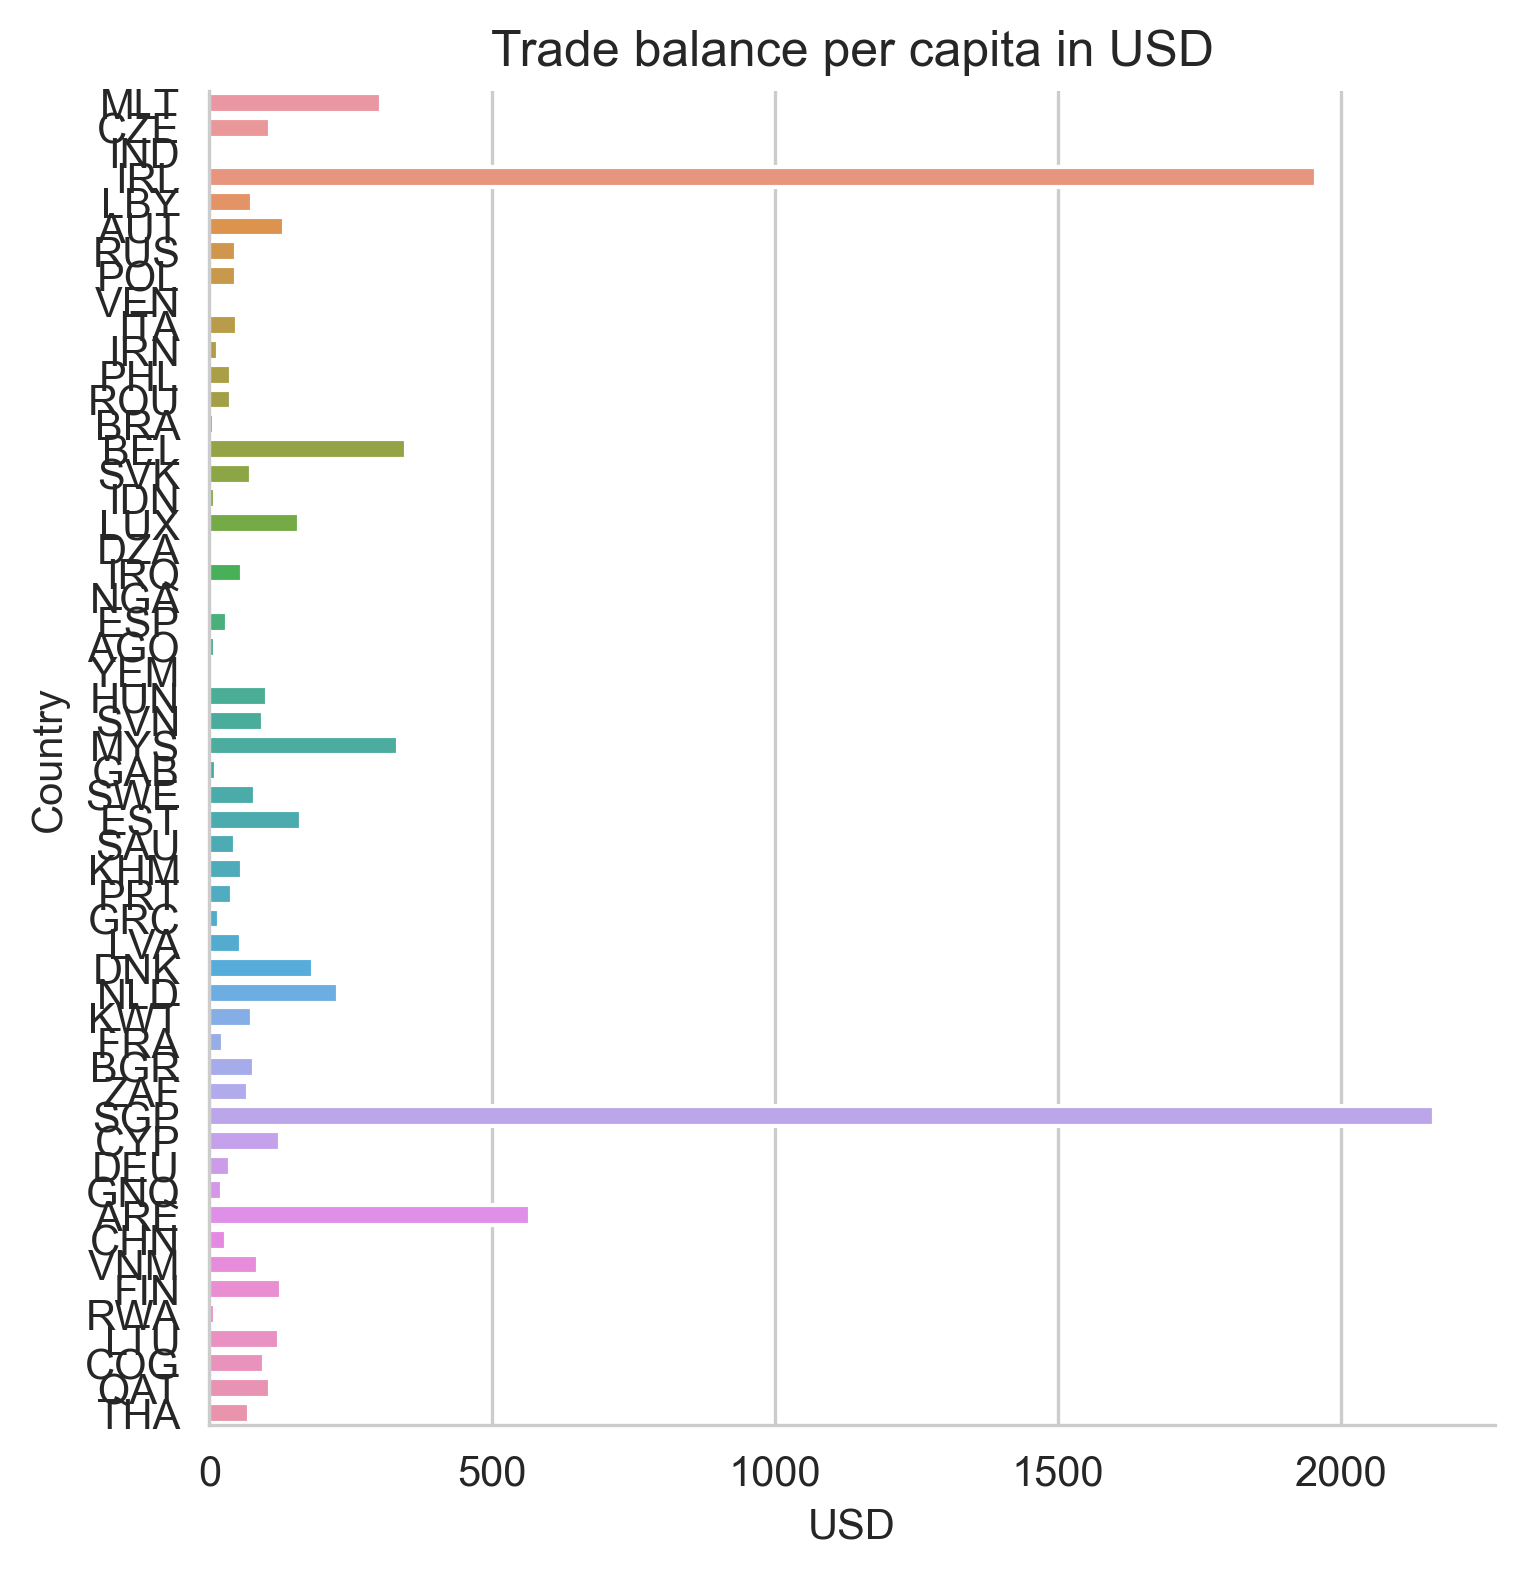 Trade balance per capita in USD
MLT
CZE
IND
IRL
LBY
AUT
RUS
POL
VEN
ITA
IRN
PHL
ROU
BRA
BEL
SVK
IDN
LUX
DZA
IRQ
NGA
ESP
AGO
YEM
HUN
SVN
MYS
GAB
SWE
EST
SAU
KHM
PRT
GRC
LVA
DNK
NLD
KWT
FRA
BGR
ZAF
SGP
CYP
DEU
GNQ
ARE
CHN
VNM
FIN
RWA
LTU
COG
QAT
THA
Country
0 500 1000 1500 2000
USD